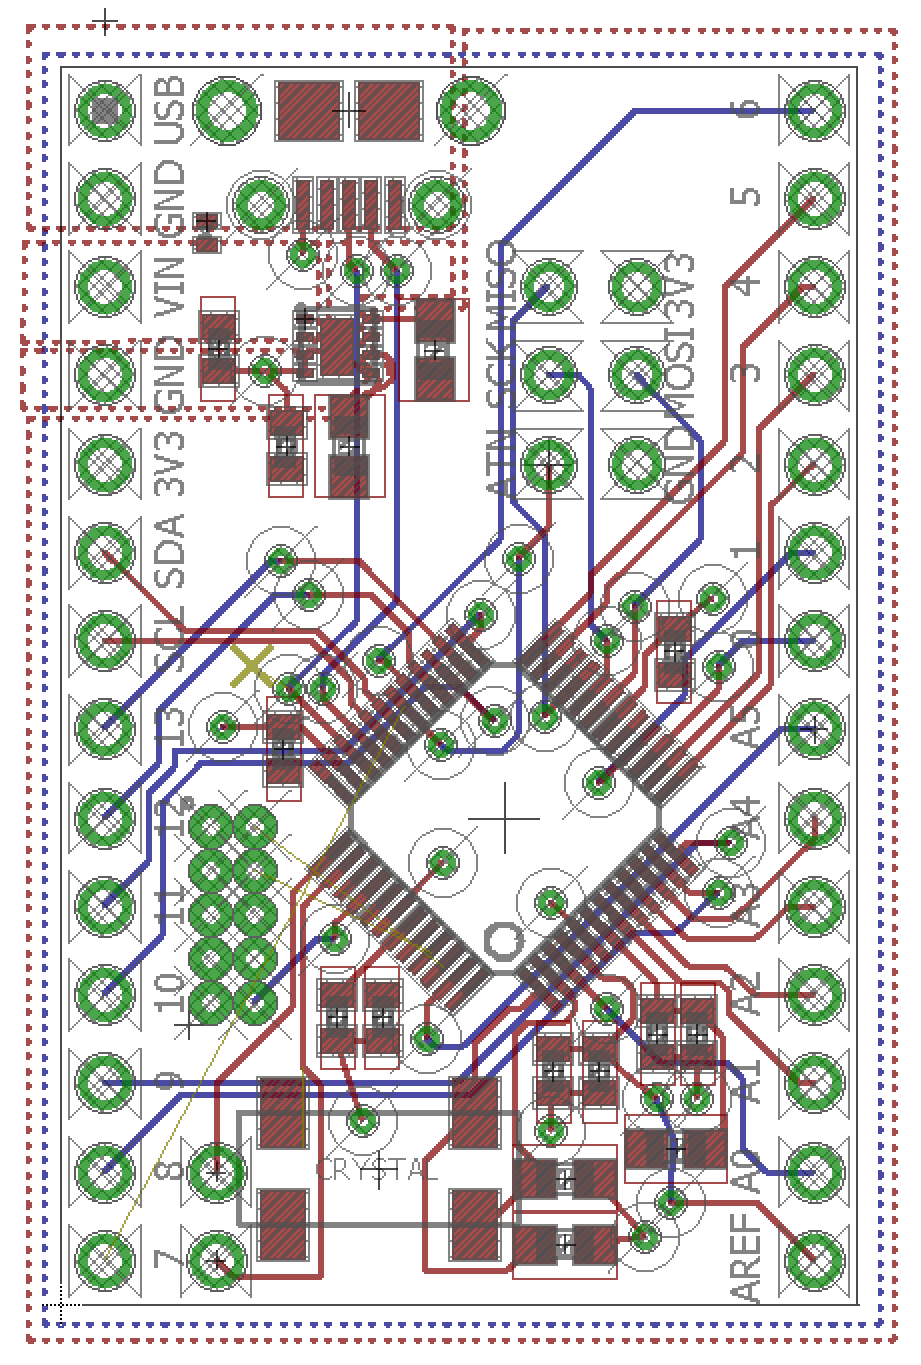 USB
GND
VIN
GND
3V3
SDA
SCL
13
12
11
10
9
8
7
AIN SCK MISO
GND MOSI 3V3
6
5
4
3
2
1
0
A5
A4
A3
A2
A1
A0
AREF
CRYSTAL